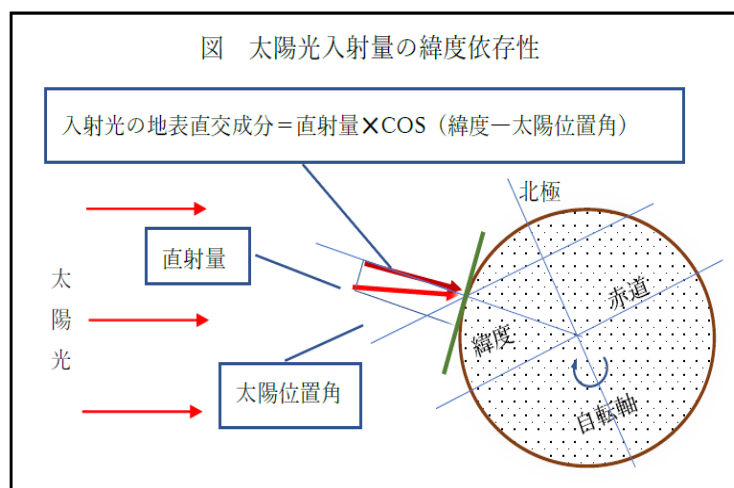 図　太陽光入射量の緯度依存性
入射光の地表直交成分＝直射量✕COS（緯度―太陽位置角）
北極
直射量
太陽光
赤道
緯度
太陽位置角
自転軸